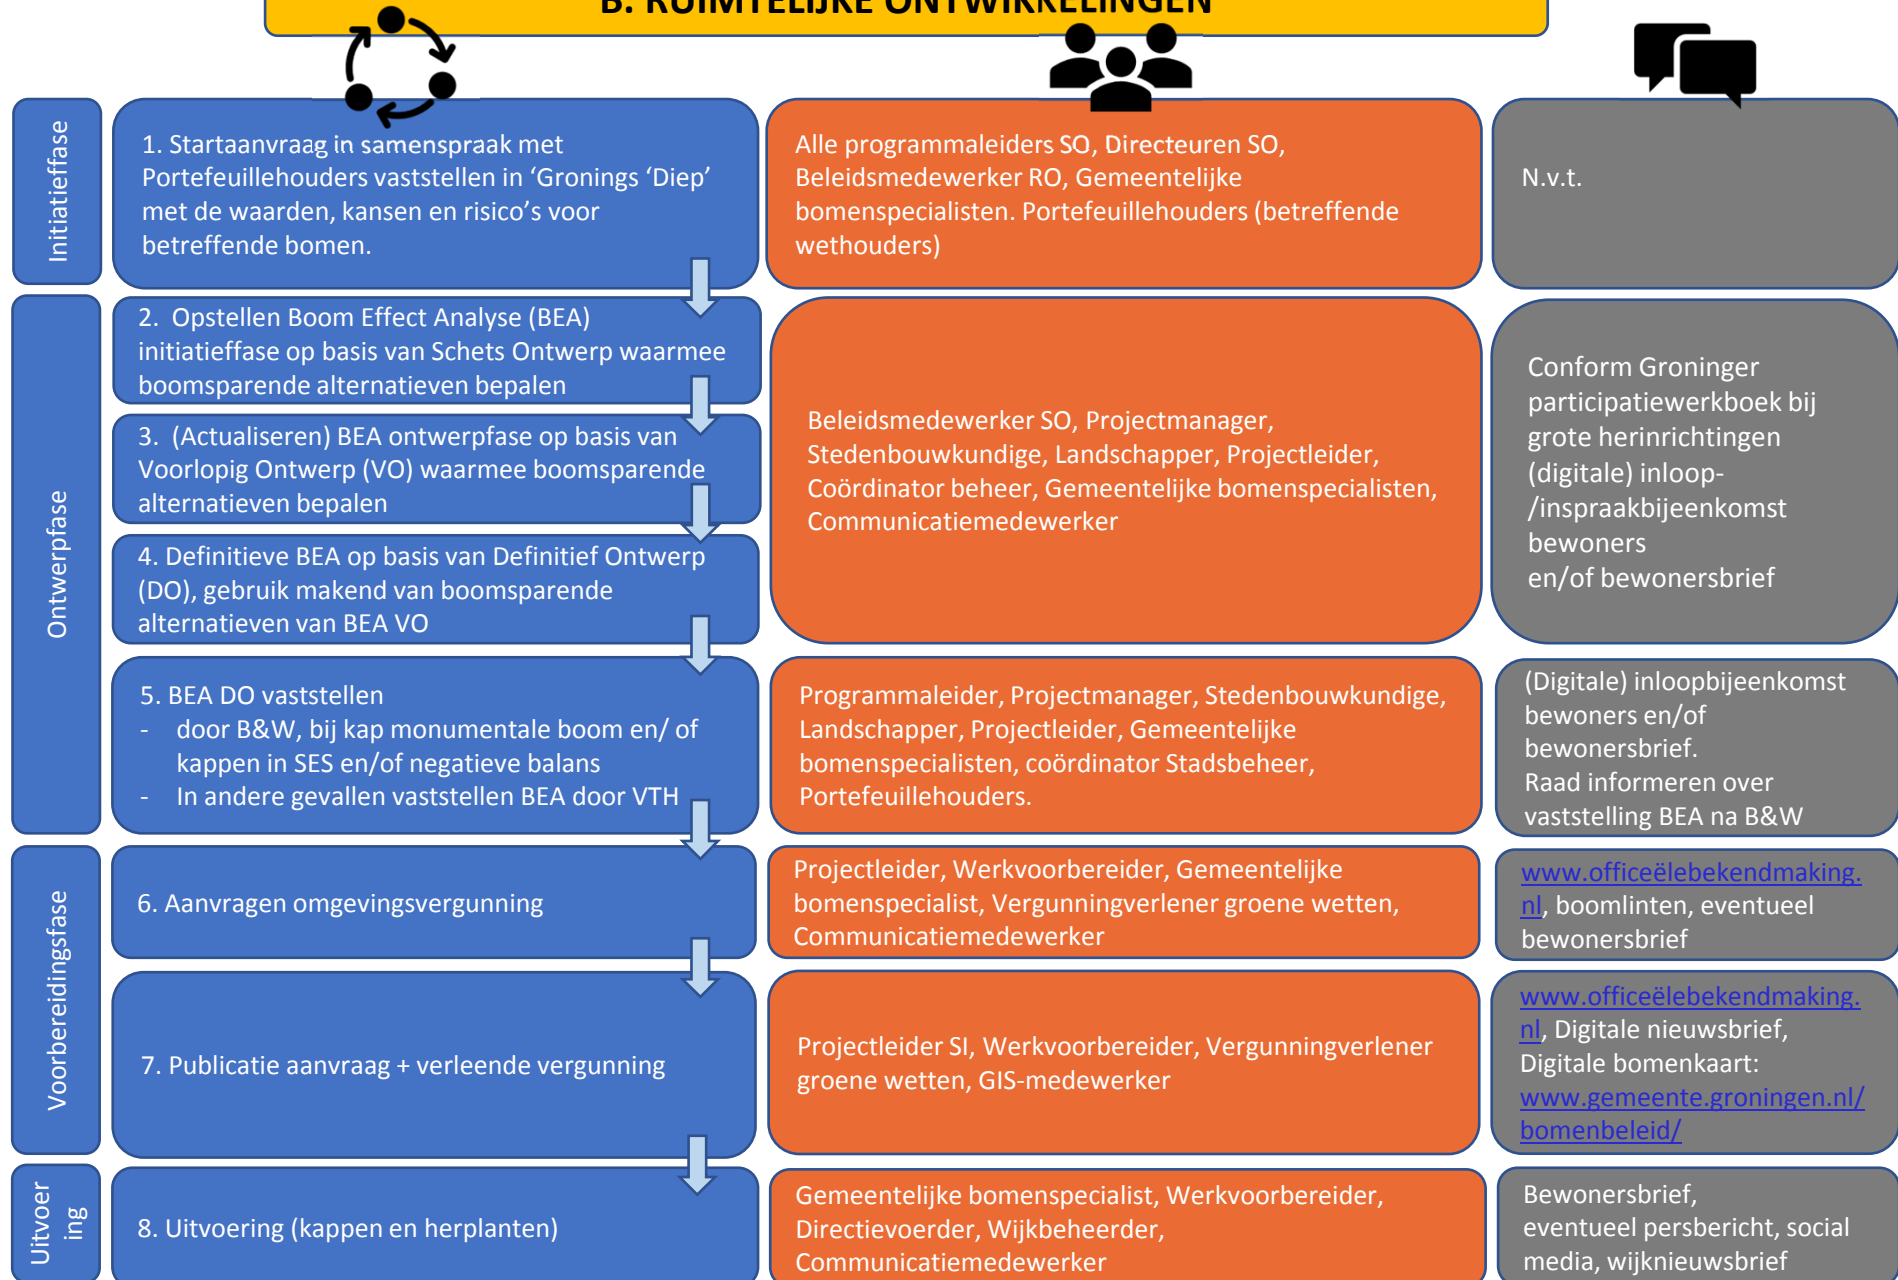 B. RUIMTELIJKE ONTWIKKELINGEN
Initiatieffase
1. Startaanvraag in samenspraak met
Portefeuillehouders vaststellen in ‘Gronings ‘Diep’
met de waarden, kansen en risico’s voor
betreffende bomen.
Alle programmaleiders SO, Directeuren SO,
Beleidsmedewerker RO, Gemeentelijke
bomenspecialisten. Portefeuillehouders (betreffende
wethouders)
N.v.t.
Ontwerpfase
2. Opstellen Boom Effect Analyse (BEA)
initiatieffase op basis van Schets Ontwerp waarmee
boomsparende alternatieven bepalen
3. (Actualiseren) BEA ontwerpfase op basis van
Voorlopig Ontwerp (VO) waarmee boomsparende
alternatieven bepalen
4. Definitieve BEA op basis van Definitief Ontwerp
(DO), gebruik makend van boomsparende
alternatieven van BEA VO
Beleidsmedewerker SO, Projectmanager,
Stedenbouwkundige, Landschapper, Projectleider,
Coördinator beheer, Gemeentelijke bomenspecialisten,
Communicatiemedewerker
Conform Groninger
participatiewerkboek bij
grote herinrichtingen
(digitale) inloop-
/inspraakbijeenkomst
bewoners
en/of bewonersbrief
5. BEA DO vaststellen
- door B&W, bij kap monumentale boom en/ of
kappen in SES en/of negatieve balans
- In andere gevallen vaststellen BEA door VTH
Programmaleider, Projectmanager, Stedenbouwkundige,
Landschapper, Projectleider, Gemeentelijke
bomenspecialisten, coördinator Stadsbeheer,
Portefeuillehouders.
(Digitale) inloopbijeenkomst
bewoners en/of
bewonersbrief.
Raad informeren over
vaststelling BEA na B&W
Voorbereidingsfase
6. Aanvragen omgevingsvergunning
Projectleider, Werkvoorbereider, Gemeentelijke
bomenspecialist, Vergunningverlener groene wetten,
Communicatiemedewerker
www.officeëlebekendmaking.
nl, boomlinten, eventueel
bewonersbrief
7. Publicatie aanvraag + verleende vergunning
Projectleider SI, Werkvoorbereider, Vergunningverlener
groene wetten, GIS-medewerker
www.officeëlebekendmaking.
nl, Digitale nieuwsbrief,
Digitale bomenkaart:
www.gemeente.groningen.nl/
bomenbeleid/
Uitvoer
ing
8. Uitvoering (kappen en herplanten)
Gemeentelijke bomenspecialist, Werkvoorbereider,
Directievoerder, Wijkbeheerder,
Communicatiemedewerker
Bewonersbrief,
eventueel persbericht, social
media, wijknieuwsbrief